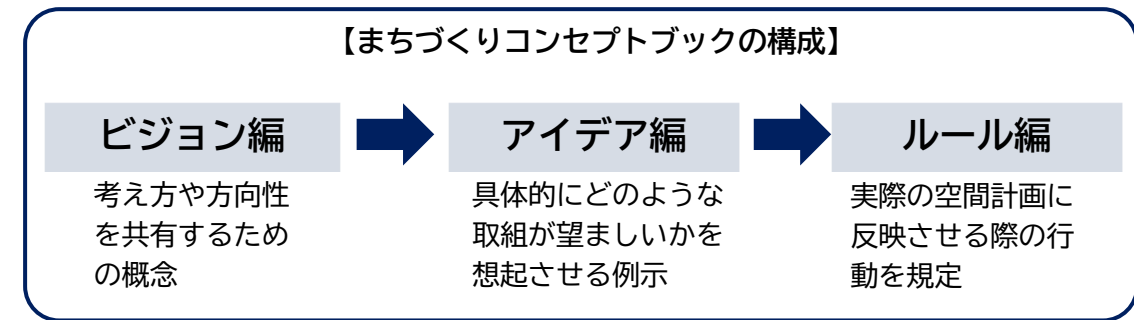 【まちづくりコンセプトブックの構成】
ビジョン編
考え方や方向性
を共有するため
の概念
アイデア編
具体的にどのような
取組が望ましいかを
想起させる例示
ルール編
実際の空間計画に
反映させる際の行
動を規定